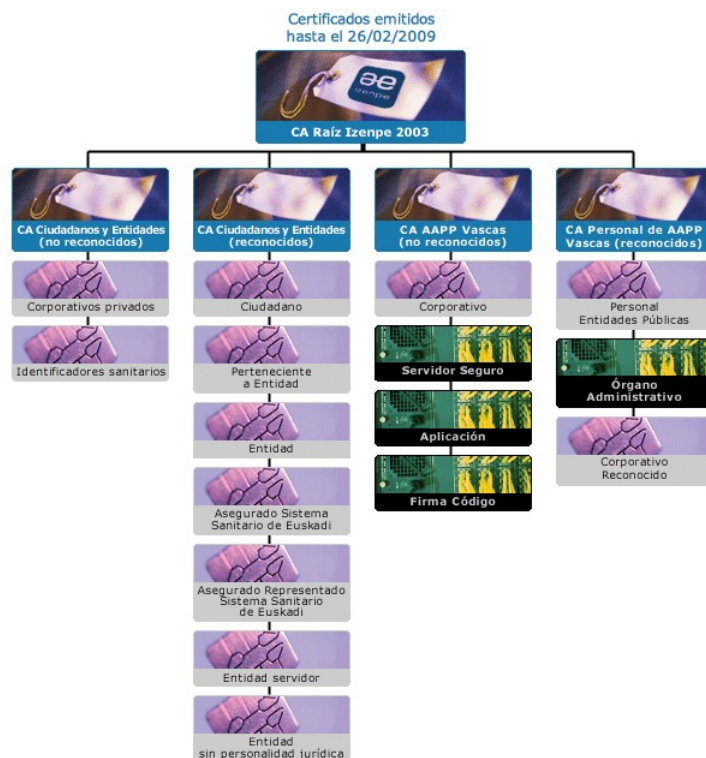 Certificados emitidos
hasta el 26/02/2009
izenpe
CA Raíz Izenpe 2003
CA Ciudadanos y Entidades
(no reconocidos)
Corporativos privados
Identificadores sanitarios
CA Ciudadanos y Entidades
(reconocidos)
Ciudadano
Perteneciente
a Entidad
Entidad
Asegurado Sistema
Sanitario de Euskadi
Asegurado Representado
Sistema Sanitario
de Euskadi
Entidad servidor
Entidad
sin personalidad jurídica
CA AAPP Vascas
(no reconocidos)
Corporativo
Servidor Seguro
Aplicación
Firma Código
CA Personal de AAPP
Vascas (reconocidos)
Personal
Entidades Públicas
Órgano
Administrativo
Corporativo
Reconocido